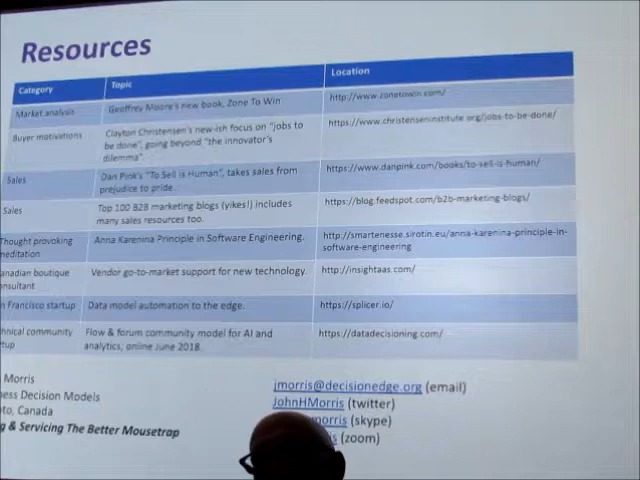 Resources
Category Topic Location
Market analysis Geoffrey Moore's new book, Zone To Win http://www.zonetowin.com/
Buyer motivations Clayton Christensen's new-ish focus on "jobs to be done", going beyond "the innovator's dilemma". https://www.christenseninstitute.org/jobs-to-be-done/
Sales Dan Pink's "To Sell is Human", takes sales from prejudice to pride. https://www.danpink.com/books/to-sell-is-human/
Sales Top 100 B2B marketing blogs (yikes!) includes many sales resources too. https://blog.feedspot.com/b2b-marketing-blogs/
Thought provoking meditation Anna Karenina Principle in Software Engineering. http://smartenesse.sirotin.eu/anna-karenina-principle-in-software-engineering
anadian boutique nsultant Vendor go-to-market support for new technology. http://insightaas.com/
n Francisco startup Data model automation to the edge. https://splicer.io/
hnical community tup Flow & forum community model for AI and analytics, online June 2018. https://datadecisioning.com/
Morris
ess Decision Models
to, Canada
g & Servicing The Better Mousetrap
jmorris@decisionedge.org (email)
JohnHMorris (twitter)
morris (skype)
is (zoom)